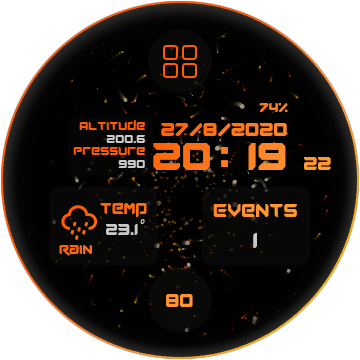 74%
27/8/2020
Altitude
200.6
Pressure
990
20:19 22
Temp
23.1°
Rain
Events
1
80